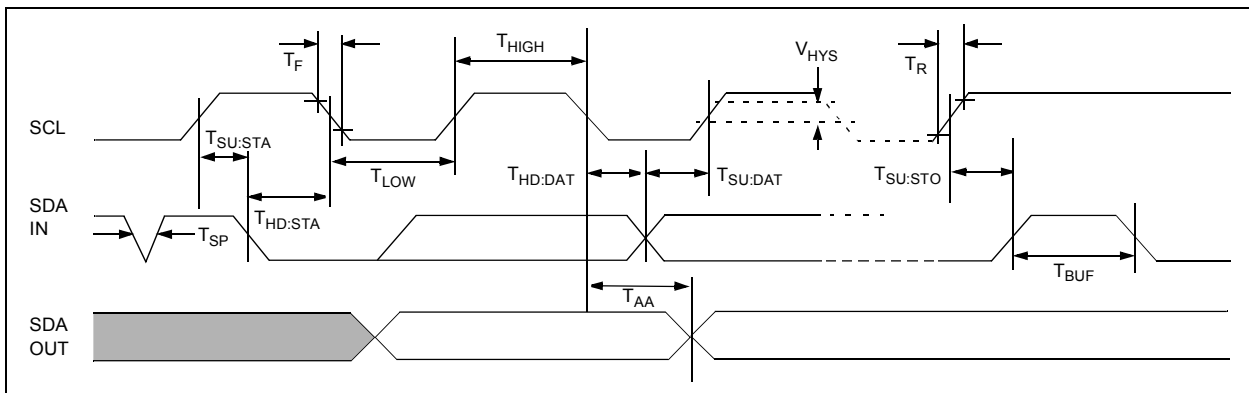 T_F
T_HIGH
V_HYS
T_R
SCL
T_SU:STA
T_LOW
T_HD:DAT
T_SU:DAT
T_SU:STO
SDA
IN
T_SP
T_HD:STA
T_BUF
T_AA
SDA
OUT